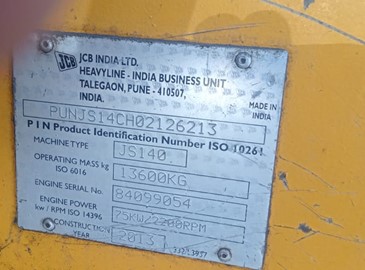 JCB JCB INDIA LTD.
HEAVYLINE - INDIA BUSINESS UNIT
TALEGAON, PUNE - 410507,
INDIA.
MADE IN
INDIA
PUNJS14CH02126213
PIN Product Identification Number ISO 10261
MACHINE TYPE JS140
OPERATING MASS kg
ISO 6016 13600KG
ENGINE SERIAL No. 84099054
ENGINE POWER
kw / RPM ISO 14396 75KW/2200RPM
CONSTRUCTION
YEAR 2013